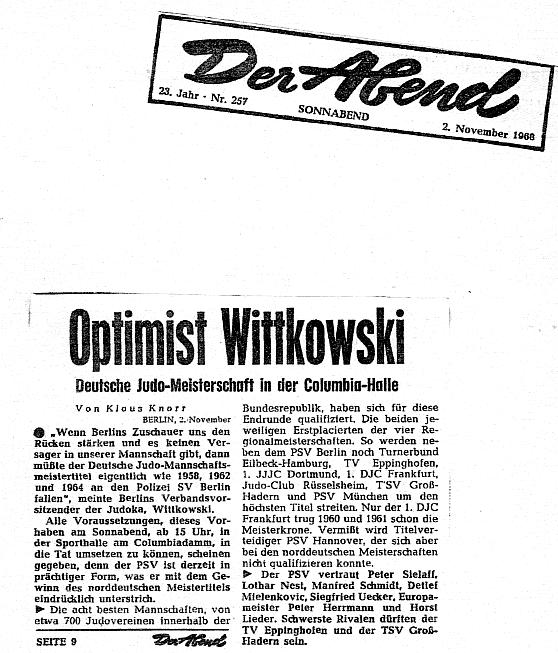 Der Abend
23. Jahr - Nr. 257
SONNABEND
2. November 1968
Optimist Wittkowski
Deutsche Judo-Meisterschaft in der Columbia-Halle
Von Klaus Knorr
BERLIN, 2. November
● „Wenn Berlins Zuschauer uns den
Rücken stärken und es keinen Ver-
sager in unserer Mannschaft gibt, dann
müßte der Deutsche Judo-Mannschafts-
meistertitel eigentlich wie 1958, 1962
und 1964 an den Polizei SV Berlin
fallen“, meinte Berlins Verbandsvor-
sitzender der Judoka, Wittkowski.
Alle Voraussetzungen, dieses Vor-
haben am Sonnabend, ab 15 Uhr, in
der Sporthalle am Columbiadamm, in
die Tat umsetzen zu können, scheinen
gegeben, denn der PSV ist derzeit in
prächtiger Form, was er mit dem Ge-
winn des norddeutschen Meistertitels
eindrücklich unterstrich.
► Die acht besten Mannschaften, von
etwa 700 Judovereinen innerhalb der
SEITE 9
Der Abend
Bundesrepublik, haben sich für diese
Endrunde qualifiziert. Die beiden je-
weiligen Erstplacierten der vier Re-
gionalmeisterschaften. So werden ne-
ben dem PSV Berlin noch Turnerbund
Eilbeck-Hamburg, TV Eppinghofen,
1. JJJC Dortmund, 1. DJC Frankfurt,
Judo-Club Rüsselsheim, TSV Groß-
Hadern und PSV München um den
höchsten Titel streiten. Nur der 1. DJC
Frankfurt trug 1960 und 1961 schon die
Meisterkrone. Vermißt wird Titelver-
teidiger PSV Hannover, der sich aber
bei den norddeutschen Meisterschaften
nicht qualifizieren konnte.
► Der PSV vertraut Peter Sielaff,
Lothar Nest, Manfred Schmidt, Detlef
Mielenkovic, Siegfried Uecker, Europa-
meister Peter Herrmann und Horst
Lieder. Schwerste Rivalen dürften der
TV Eppinghofen und der TSV Groß-
Hadern sein.